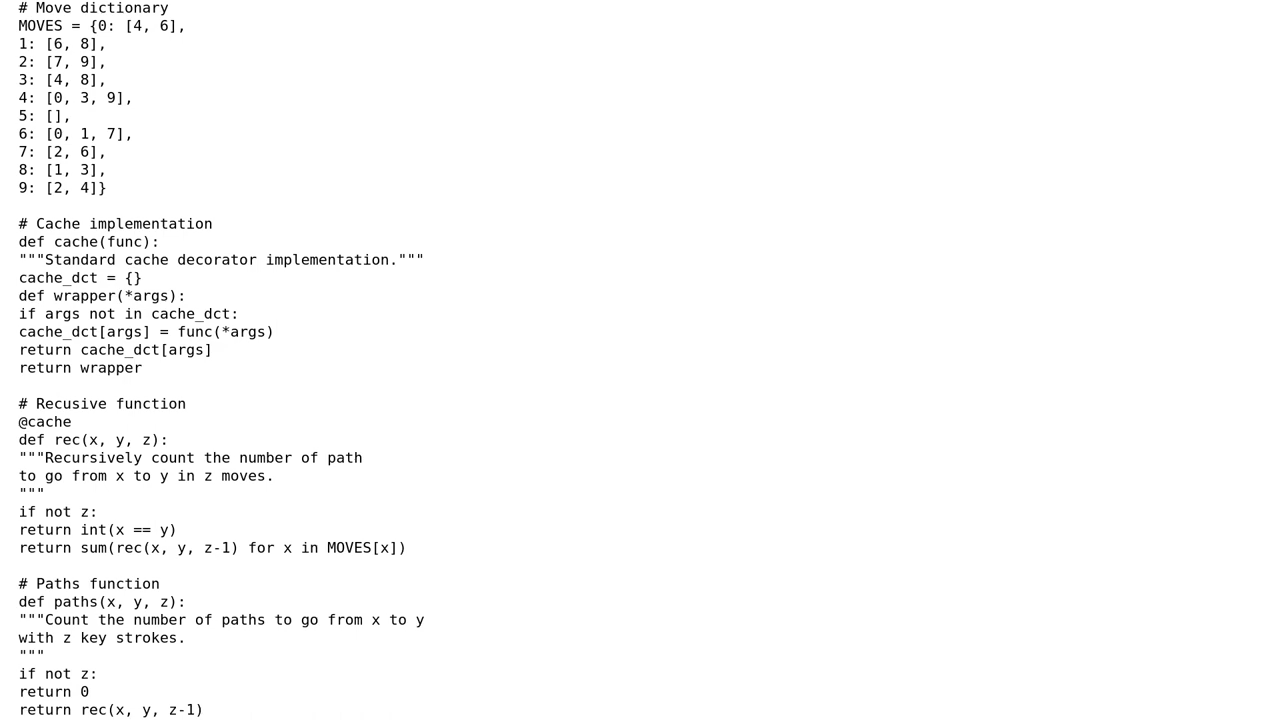 # Move dictionary
MOVES = {0: [4, 6],
1: [6, 8],
2: [7, 9],
3: [4, 8],
4: [0, 3, 9],
5: [],
6: [0, 1, 7],
7: [2, 6],
8: [1, 3],
9: [2, 4]}

# Cache implementation
def cache(func):
"""Standard cache decorator implementation."""
cache_dct = {}
def wrapper(*args):
if args not in cache_dct:
cache_dct[args] = func(*args)
return cache_dct[args]
return wrapper

# Recusive function
@cache
def rec(x, y, z):
"""Recursively count the number of path
to go from x to y in z moves.
"""
if not z:
return int(x == y)
return sum(rec(x, y, z-1) for x in MOVES[x])

# Paths function
def paths(x, y, z):
"""Count the number of paths to go from x to y
with z key strokes.
"""
if not z:
return 0
return rec(x, y, z-1)